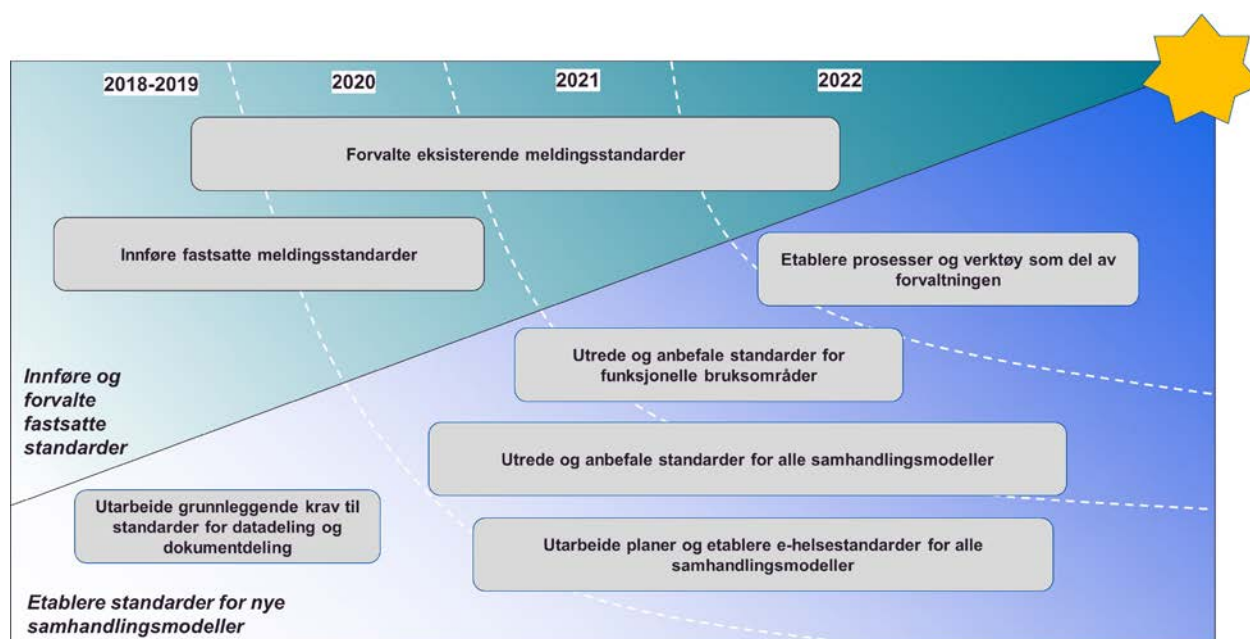 2018-2019
2020
2021
2022
Forvalte eksisterende meldingsstandarder
Innføre fastsatte meldingsstandarder
Etablere prosesser og verktøy som del av
forvaltningen
Utrede og anbefale standarder for
funksjonelle bruksområder
Innføre og
forvalte
fastsatte
standarder
Utrede og anbefale standarder for alle samhandlingsmodeller
Utarbeide grunnleggende krav til
standarder for datadeling og
dokumentdeling
Utarbeide planer og etablere e-helsestandarder for alle
samhandlingsmodeller
Etablere standarder for nye
samhandlingsmodeller